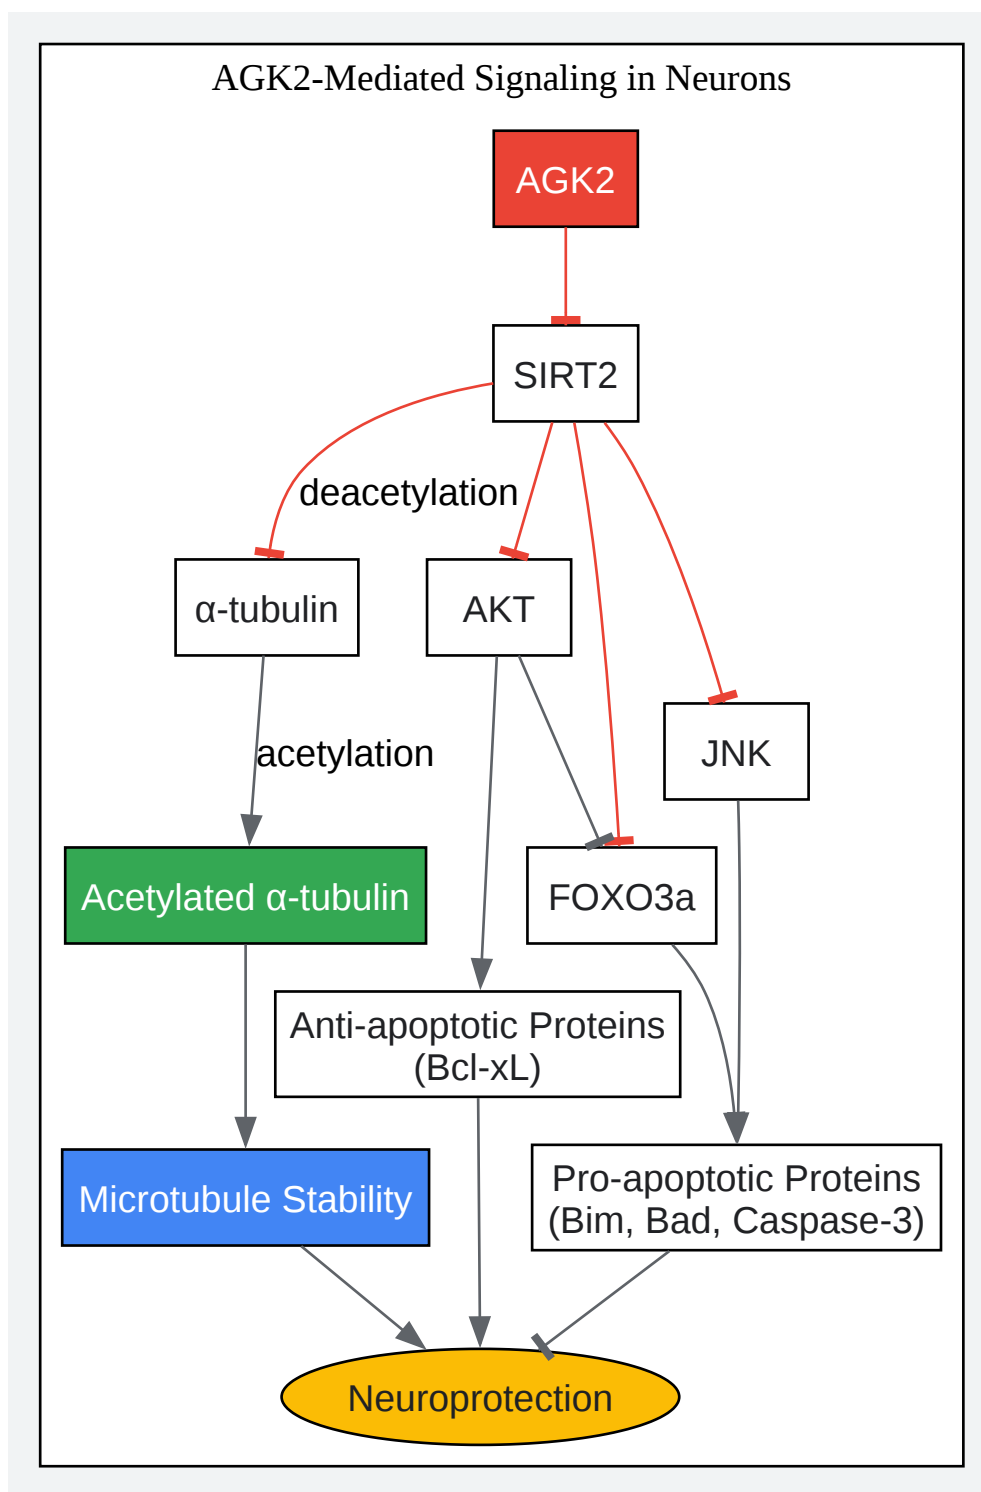 AGK2-Mediated Signaling in Neurons
AGK2
SIRT2
deacetylation
α-tubulin
AKT
acetylation
JNK
Acetylated α-tubulin
FOXO3a
Anti-apoptotic Proteins
(Bcl-xL)
Microtubule Stability
Pro-apoptotic Proteins
(Bim, Bad, Caspase-3)
Neuroprotection